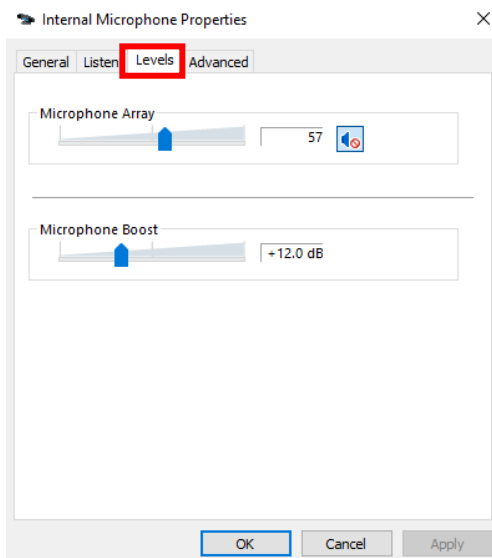 Internal Microphone Properties
General Listen Levels Advanced
Microphone Array
57
Microphone Boost
+12.0 dB
OK Cancel Apply